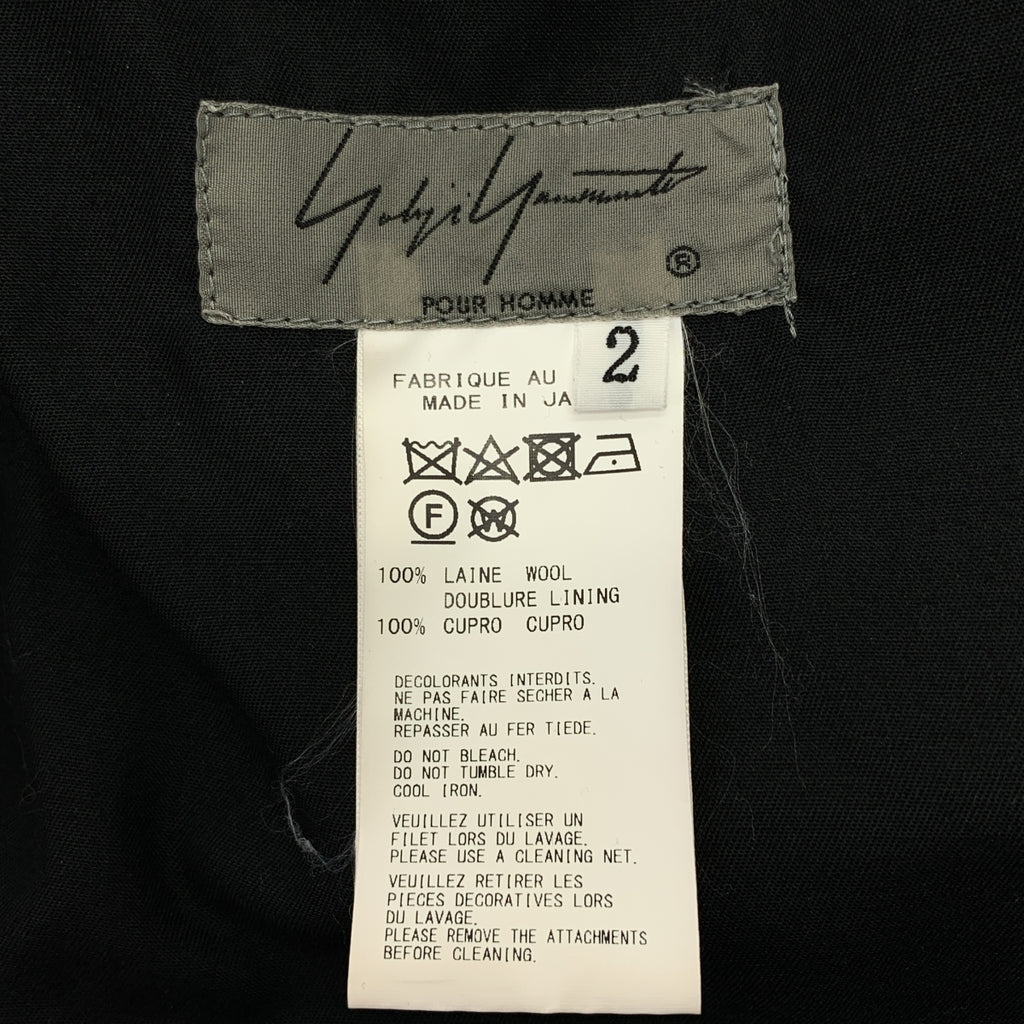 Yohji Yamamoto
®
POUR HOMME
2
FABRIQUE AU
MADE IN JA
F
W
100% LAINE WOOL
DOUBLURE LINING
100% CUPRO CUPRO
DECOLORANTS INTERDITS.
NE PAS FAIRE SECHER A LA
MACHINE.
REPASSER AU FER TIEDE.
DO NOT BLEACH.
DO NOT TUMBLE DRY.
COOL IRON.
VEUILLEZ UTILISER UN
FILET LORS DU LAVAGE.
PLEASE USE A CLEANING NET.
VEUILLEZ RETIRER LES
PIECES DECORATIVES LORS
DU LAVAGE.
PLEASE REMOVE THE ATTACHMENTS
BEFORE CLEANING.